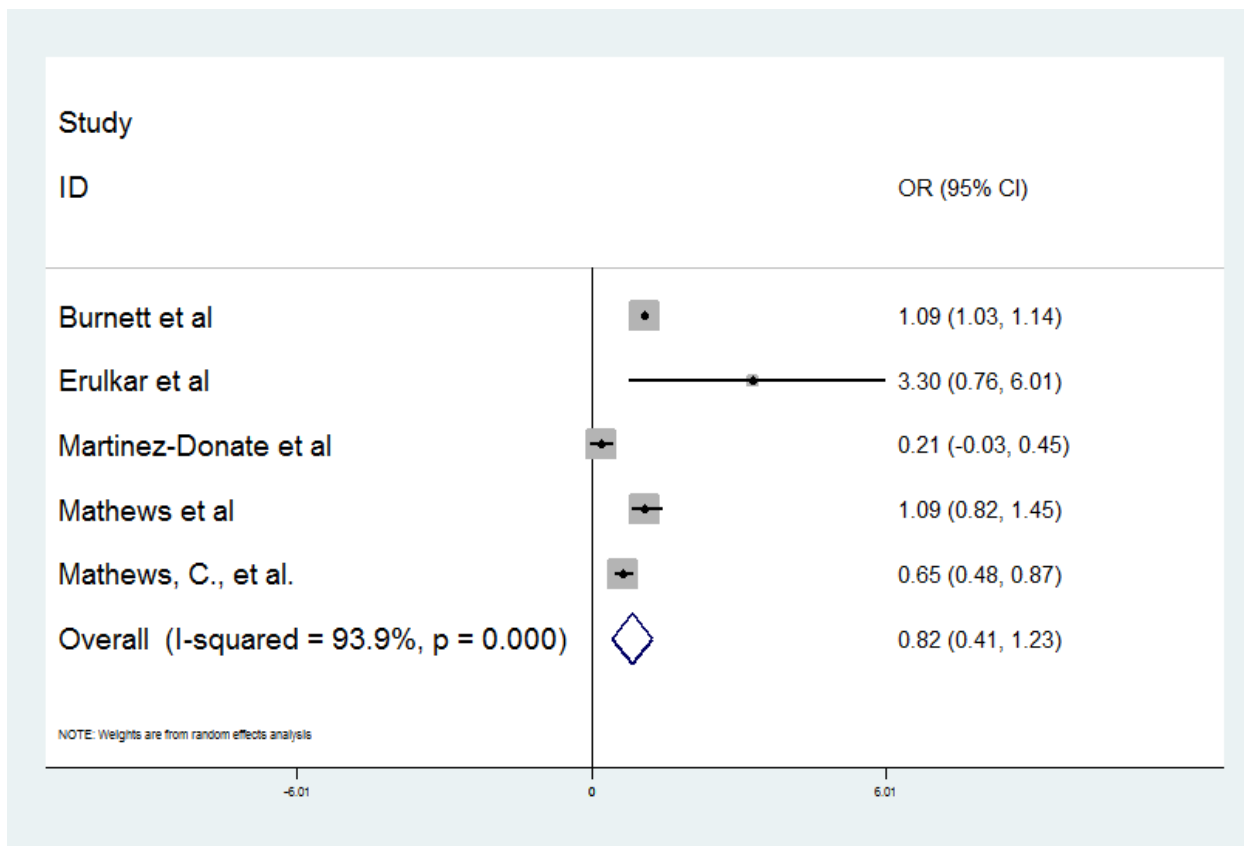 Study
ID OR (95% CI)
Burnett et al 1.09 (1.03, 1.14)
Erulkar et al 3.30 (0.76, 6.01)
Martinez-Donate et al 0.21 (-0.03, 0.45)
Mathews et al 1.09 (0.82, 1.45)
Mathews, C., et al. 0.65 (0.48, 0.87)
Overall (I-squared = 93.9%, p = 0.000) 0.82 (0.41, 1.23)
NOTE: Weights are from random effects analysis
-6.01 0 6.01